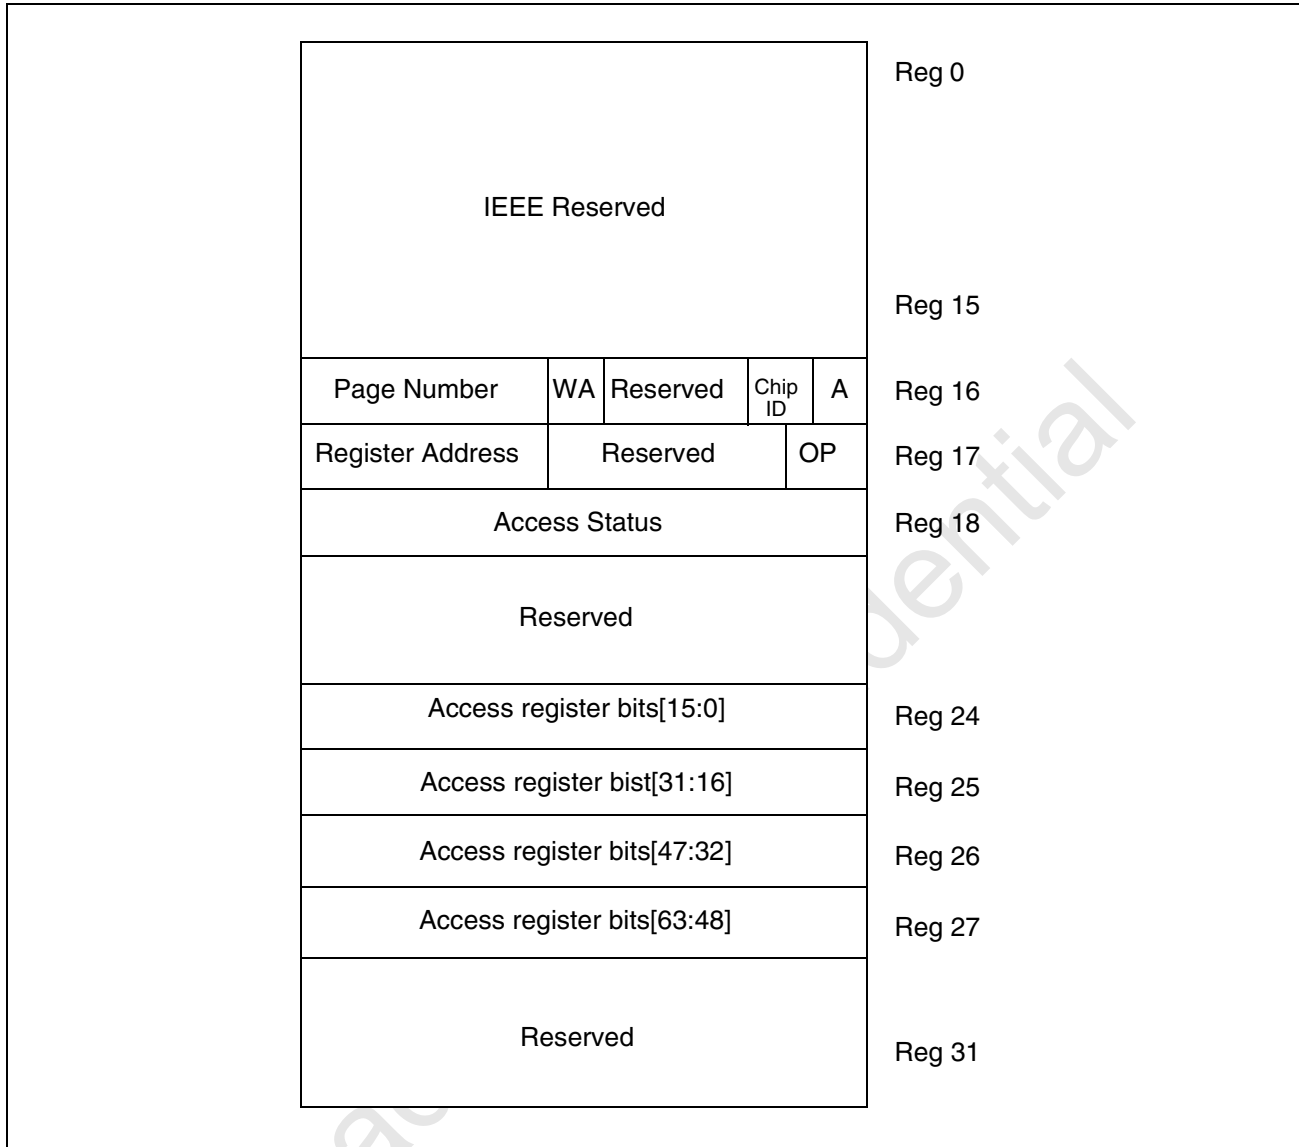 Reg 0
IEEE Reserved
Reg 15
Page Number WA Reserved Chip ID A Reg 16
Register Address Reserved OP Reg 17
Access Status Reg 18
Reserved
Access register bits[15:0] Reg 24
Access register bist[31:16] Reg 25
Access register bits[47:32] Reg 26
Access register bits[63:48] Reg 27
Reserved
Reg 31